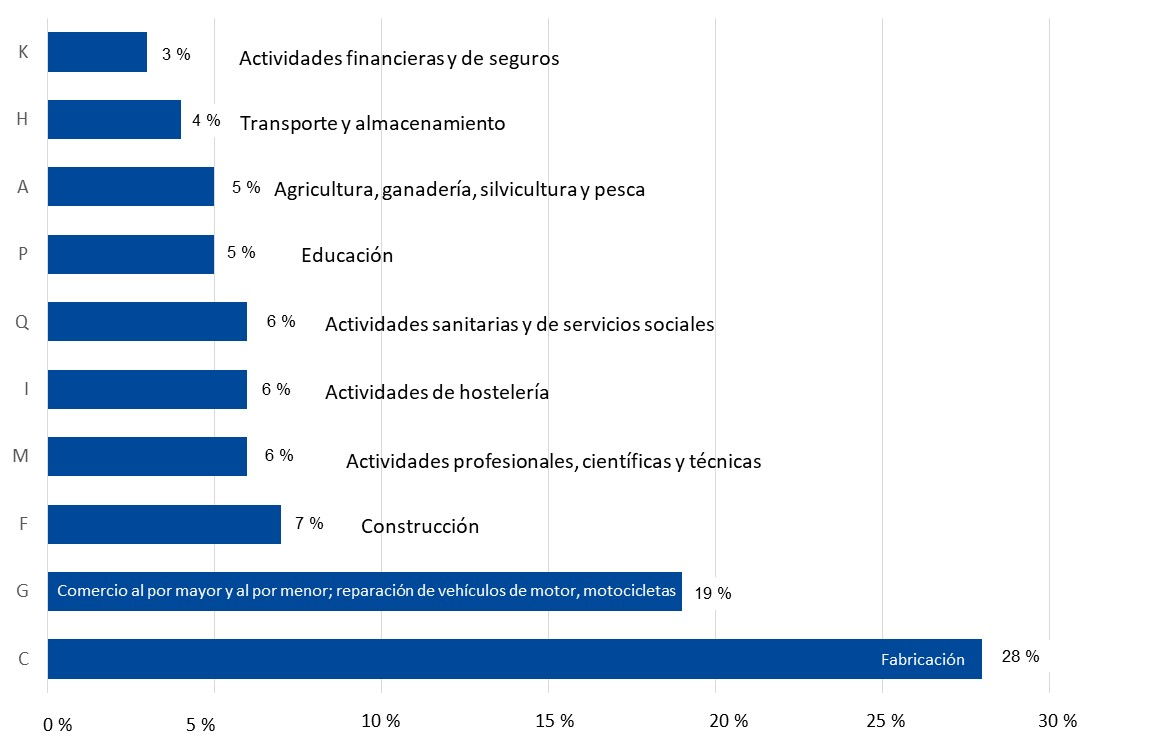 K 3 % Actividades financieras y de seguros
H 4 % Transporte y almacenamiento
A 5 % Agricultura, ganadería, silvicultura y pesca
P 5 % Educación
Q 6 % Actividades sanitarias y de servicios sociales
I 6 % Actividades de hostelería
M 6 % Actividades profesionales, científicas y técnicas
F 7 % Construcción
G Comercio al por mayor y al por menor; reparación de vehículos de motor, motocicletas 19 %
C Fabricación 28 %
0 % 5 % 10 % 15 % 20 % 25 % 30 %